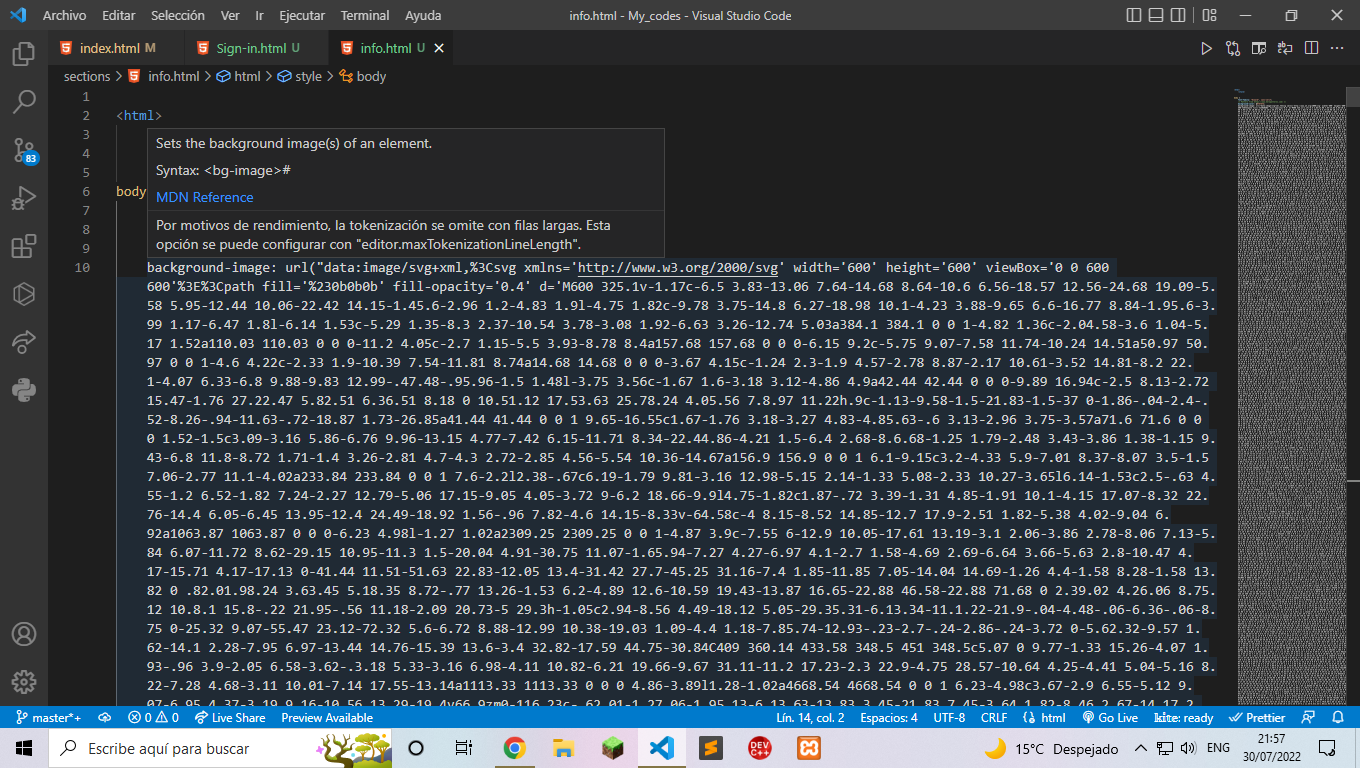 Archivo Editar Selección Ver Ir Ejecutar Terminal Ayuda
info.html - My_codes - Visual Studio Code
index.html M
Sign-in.html U
info.html U
sections > info.html > html > style > body
1
2 <html>
3
4
5
6 body
7
8
9
10
Sets the background image(s) of an element.
Syntax: <bg-image>#
MDN Reference
Por motivos de rendimiento, la tokenización se omite con filas largas. Esta
opción se puede configurar con "editor.maxTokenizationLineLength".
background-image: url("data:image/svg+xml,%3Csvg xmlns='http://www.w3.org/2000/svg' width='600' height='600' viewBox='0 0 600
600'%3E%3Cpath fill='%230b0b0b' fill-opacity='0.4' d='M600 325.1v-1.17c-6.5 3.83-13.06 7.64-14.68 8.64-10.6 6.56-18.57 12.56-24.68 19.09-5.
58 5.95-12.44 10.06-22.42 14.15-1.45.6-2.96 1.2-4.83 1.9l-4.75 1.82c-9.78 3.75-14.8 6.27-18.98 10.1-4.23 3.88-9.65 6.6-16.77 8.84-1.95.6-3.
99 1.17-6.47 1.8l-6.14 1.53c-5.29 1.35-8.3 2.37-10.54 3.78-3.08 1.92-6.63 3.26-12.74 5.03a384.1 384.1 0 0 1-4.82 1.36c-2.04.58-3.6 1.04-5.
17 1.52a110.03 110.03 0 0 0-11.2 4.05c-2.7 1.15-5.5 3.93-8.78 8.4a157.68 157.68 0 0 0-6.15 9.2c-5.75 9.07-7.58 11.74-10.24 14.51a50.97 50.
97 0 0 1-4.6 4.22c-2.33 1.9-10.39 7.54-11.81 8.74a14.68 14.68 0 0 0-3.67 4.15c-1.24 2.3-1.9 4.57-2.78 8.87-2.17 10.61-3.52 14.81-8.2 22.
1-4.07 6.33-6.8 9.88-9.83 12.99-.47.48-.95.96-1.5 1.48l-3.75 3.56c-1.67 1.6-3.18 3.12-4.86 4.9a42.44 42.44 0 0 0-9.89 16.94c-2.5 8.13-2.72
15.47-1.76 27.22.47 5.82.51 6.36.51 8.18 0 10.51.12 17.53.63 25.78.24 4.05.56 7.8.97 11.22h.9c-1.13-9.58-1.5-21.83-1.5-37 0-1.86-.04-2.4-.
52-8.26-.94-11.63-.72-18.87 1.73-26.85a41.44 41.44 0 0 1 9.65-16.55c1.67-1.76 3.18-3.27 4.83-4.85.63-.6 3.13-2.96 3.75-3.57a71.6 71.6 0 0
0 1.52-1.5c3.09-3.16 5.86-6.76 9.96-13.15 4.77-7.42 6.15-11.71 8.34-22.44.86-4.21 1.5-6.4 2.68-8.6.68-1.25 1.79-2.48 3.43-3.86 1.38-1.15 9.
43-6.8 11.8-8.72 1.71-1.4 3.26-2.81 4.7-4.3 2.72-2.85 4.56-5.54 10.36-14.67a156.9 156.9 0 0 1 6.1-9.15c3.2-4.33 5.9-7.01 8.37-8.07 3.5-1.5
7.06-2.77 11.1-4.02a233.84 233.84 0 0 1 7.6-2.2l2.38-.67c6.19-1.79 9.81-3.16 12.98-5.15 2.14-1.33 5.08-2.33 10.27-3.65l6.14-1.53c2.5-.63 4.
55-1.2 6.52-1.82 7.24-2.27 12.79-5.06 17.15-9.05 4.05-3.72 9-6.2 18.66-9.9l4.75-1.82c1.87-.72 3.39-1.31 4.85-1.91 10.1-4.15 17.07-8.32 22.
76-14.4 6.05-6.45 13.95-12.4 24.49-18.92 1.56-.96 7.82-4.6 14.15-8.33v-64.58c-4 8.15-8.52 14.85-12.7 17.9-2.51 1.82-5.38 4.02-9.04 6.
92a1063.87 1063.87 0 0 0-6.23 4.98l-1.27 1.02a2309.25 2309.25 0 0 1-4.87 3.9c-7.55 6-12.9 10.05-17.61 13.19-3.1 2.06-3.86 2.78-8.06 7.13-5.
84 6.07-11.72 8.62-29.15 10.95-11.3 1.5-20.04 4.91-30.75 11.07-1.65.94-7.27 4.27-6.97 4.1-2.7 1.58-4.69 2.69-6.64 3.66-5.63 2.8-10.47 4.
17-15.71 4.17-17.13 0-41.44 11.51-51.63 22.83-12.05 13.4-31.42 27.7-45.25 31.16-7.4 1.85-11.85 7.05-14.04 14.69-1.26 4.4-1.58 8.28-1.58 13.
82 0 .82.01.98.24 3.63.45 5.18.35 8.72-.77 13.26-1.53 6.2-4.89 12.6-10.59 19.43-13.87 16.65-22.88 46.58-22.88 71.68 0 2.39.02 4.26.06 8.75.
12 10.8.1 15.8-.22 21.95-.56 11.18-2.09 20.73-5 29.3h-1.05c2.94-8.56 4.49-18.12 5.05-29.35.31-6.13.34-11.1.22-21.9-.04-4.48-.06-6.36-.06-8.
75 0-25.32 9.07-55.47 23.12-72.32 5.6-6.72 8.88-12.99 10.38-19.03 1.09-4.4 1.18-7.85.74-12.93-.23-2.7-.24-2.86-.24-3.72 0-5.62.32-9.57 1.
62-14.1 2.28-7.95 6.97-13.44 14.76-15.39 13.6-3.4 32.82-17.59 44.75-30.84C409 360.14 433.58 348.5 451 348.5c5.07 0 9.77-1.33 15.26-4.07 1.
93-.96 3.9-2.05 6.58-3.62-.3.18 5.33-3.16 6.98-4.11 10.82-6.21 19.66-9.67 31.11-11.2 17.23-2.3 22.9-4.75 28.57-10.64 4.25-4.41 5.04-5.16 8.
22-7.28 4.68-3.11 10.01-7.14 17.55-13.14a1113.33 1113.33 0 0 0 4.86-3.89l1.28-1.02a4668.54 4668.54 0 0 1 6.23-4.98c3.67-2.9 6.55-5.12 9.
master*+ 0 0 Live Share Preview Available Lín. 14, col. 2 Espacios: 4 UTF-8 CRLF html Go Live kite: ready Prettier
83
Escribe aquí para buscar
DEV C++
15°C Despejado ENG
21:57
30/07/2022